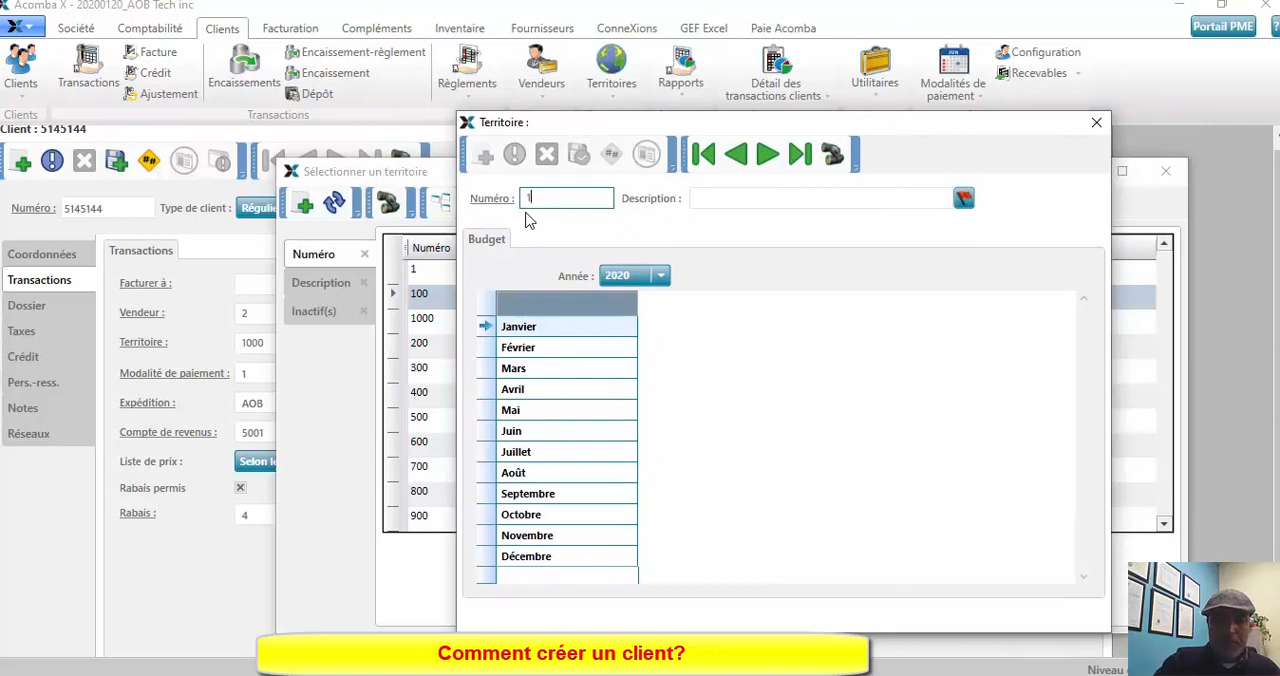 Acomba X - 20200120_AOB Tech inc
Société Comptabilité Clients Facturation Compléments Inventaire Fournisseurs ConneXions GEF Excel Paie Acomba
Portail PME ?
Clients
Transactions
Facture
Crédit
Ajustement
Encaissements
Encaissement-règlement
Encaissement
Dépôt
Règlements
Vendeurs
Territoires
Rapports
Détail des
transactions clients
Utilitaires
Modalités de
paiement
Configuration
Recevables
Clients
Transactions
Client : 5145144
Numéro : 5145144 Type de client : Régulie
Coordonnées
Transactions
Dossier
Taxes
Crédit
Pers.-ress.
Notes
Réseaux
Transactions
Facturer à :
Vendeur : 2
Territoire : 1000
Modalité de paiement : 1
Expédition : AOB
Compte de revenus : 5001
Liste de prix : Selon le
Rabais permis
Rabais : 4
Sélectionner un territoire
Numéro
Description
Inactif(s)
Numéro
1
100
1000
200
300
400
500
600
700
800
900
Territoire :
Numéro : 1 Description :
Budget
Année : 2020
Janvier
Février
Mars
Avril
Mai
Juin
Juillet
Août
Septembre
Octobre
Novembre
Décembre
Comment créer un client?
Niveau